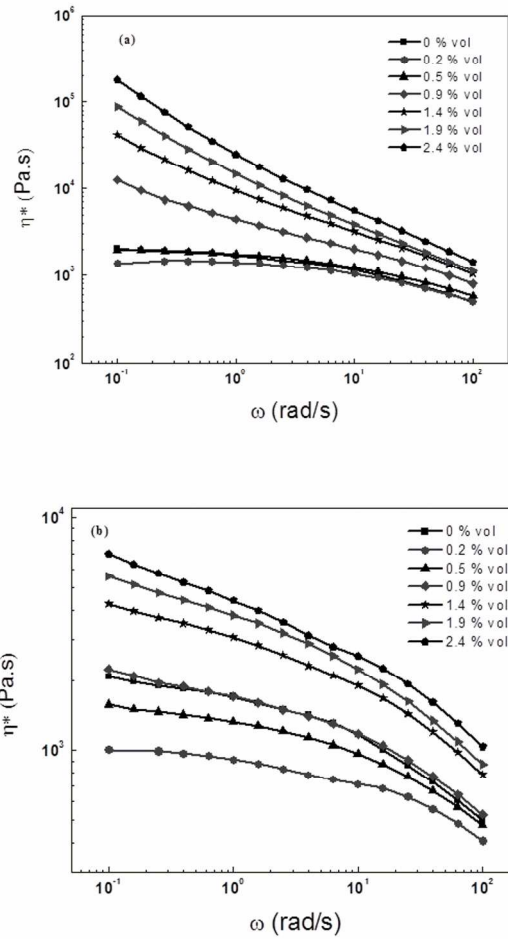 (a)
0 % vol
0.2 % vol
0.5 % vol
0.9 % vol
1.4 % vol
1.9 % vol
2.4 % vol
10⁶
10⁵
10⁴
10³
10²
η* (Pa.s)
10⁻¹ 10⁰ 10¹ 10²
ω (rad/s)
(b)
0 % vol
0.2 % vol
0.5 % vol
0.9 % vol
1.4 % vol
1.9 % vol
2.4 % vol
10⁴
10³
η* (Pa.s)
10⁻¹ 10⁰ 10¹ 10²
ω (rad/s)